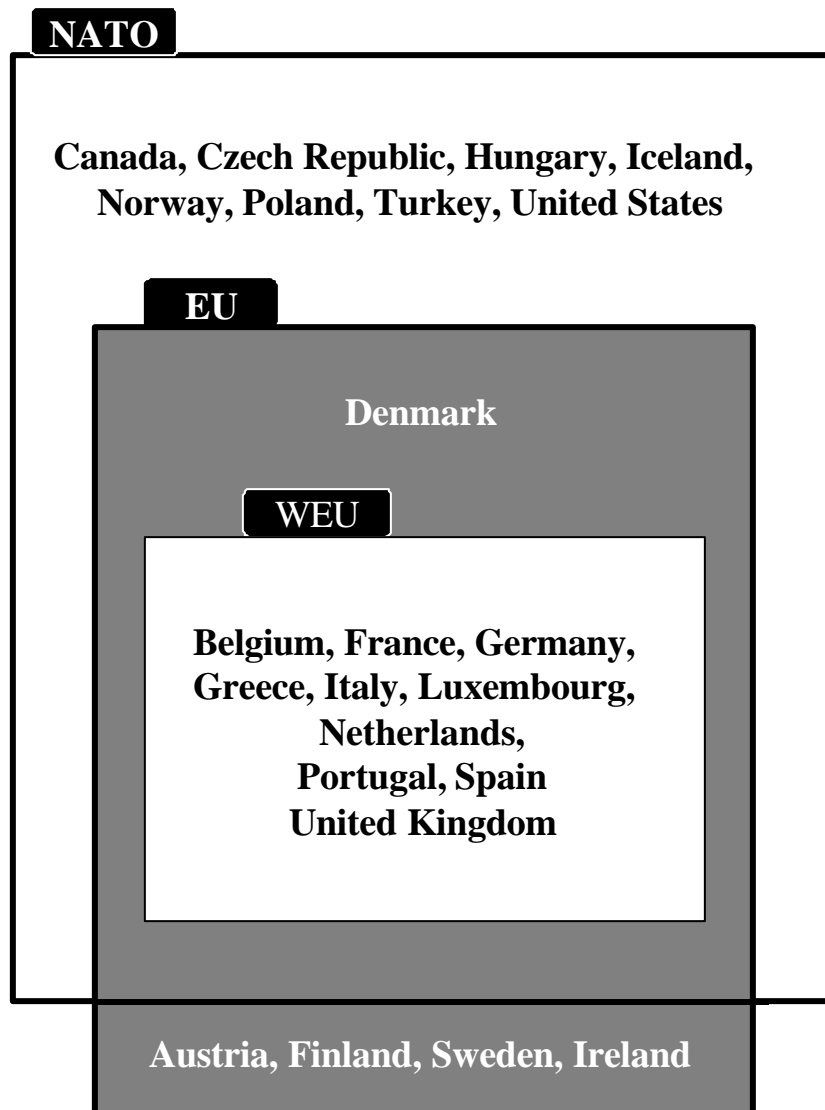 NATO
Canada, Czech Republic, Hungary, Iceland,
Norway, Poland, Turkey, United States
EU
Denmark
WEU
Belgium, France, Germany,
Greece, Italy, Luxembourg,
Netherlands,
Portugal, Spain
United Kingdom
Austria, Finland, Sweden, Ireland